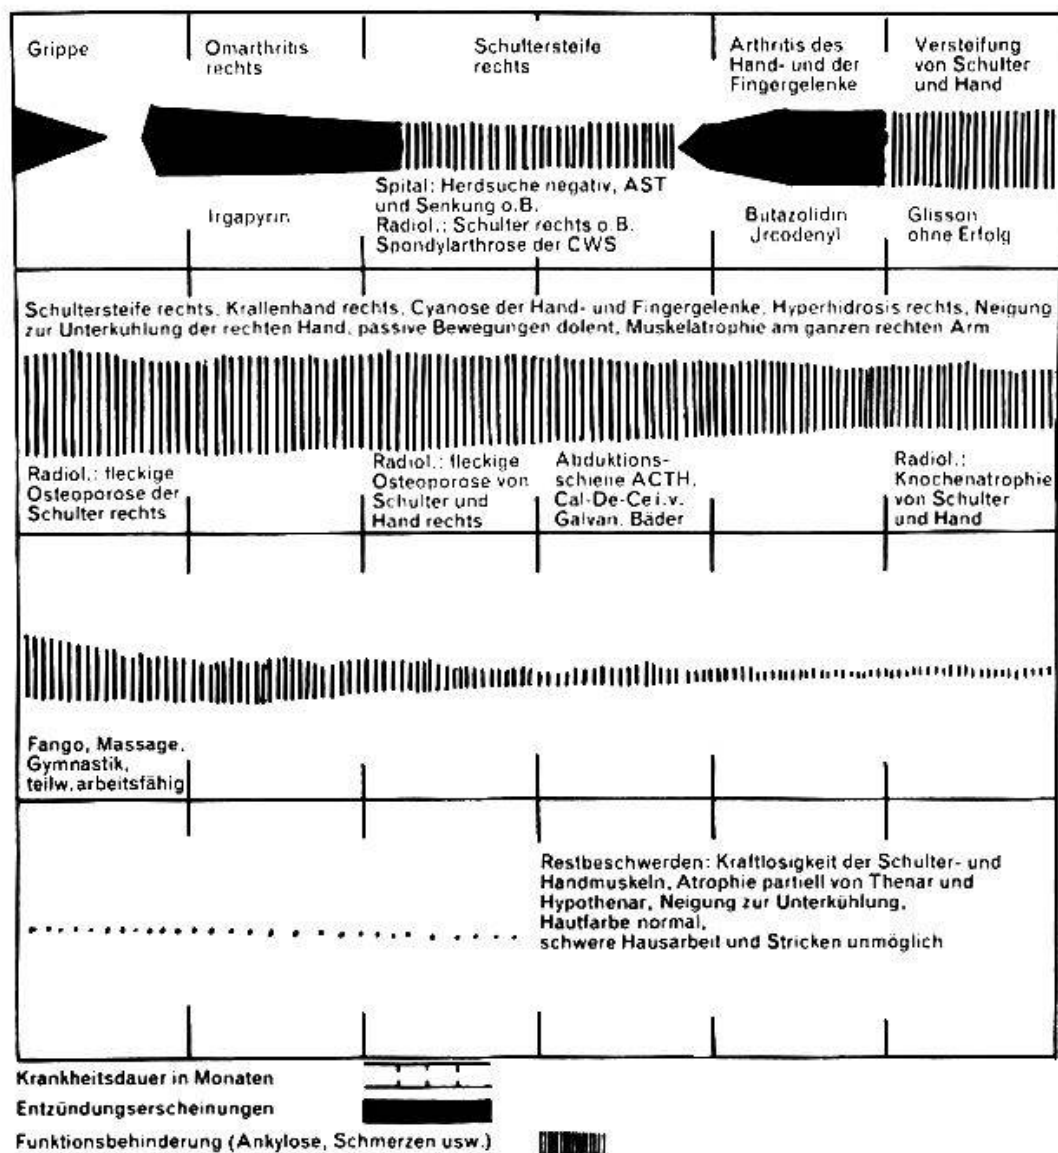 Grippe
Omarthritis
rechts
Schultersteife
rechts
Arthritis des
Hand- und der
Fingergelenke
Versteifung
von Schulter
und Hand
Irgapyrin
Spital: Herdsuche negativ, AST
und Senkung o.B.
Radiol.: Schulter rechts o.B.
Spondylarthrose der CWS
Butazolidin
Jrcodenyl
Glisson
ohne Erfolg
Schultersteife rechts, Krallenhand rechts, Cyanose der Hand- und Fingergelenke, Hyperhidrosis rechts, Neigung
zur Unterkühlung der rechten Hand, passive Bewegungen dolent, Muskelatrophie am ganzen rechten Arm
Radiol.: fleckige
Osteoporose der
Schulter rechts
Radiol.: fleckige
Osteoporose von
Schulter und
Hand rechts
Abduktions-
schiene ACTH,
Cal-De-Ce i.v.
Galvan. Bäder
Radiol.:
Knochenatrophie
von Schulter
und Hand
Fango, Massage,
Gymnastik,
teilw. arbeitsfähig
Restbeschwerden: Kraftlosigkeit der Schulter- und
Handmuskeln, Atrophie partiell von Thenar und
Hypothenar, Neigung zur Unterkühlung,
Hautfarbe normal,
schwere Hausarbeit und Stricken unmöglich
Krankheitsdauer in Monaten
Entzündungserscheinungen
Funktionsbehinderung (Ankylose, Schmerzen usw.)